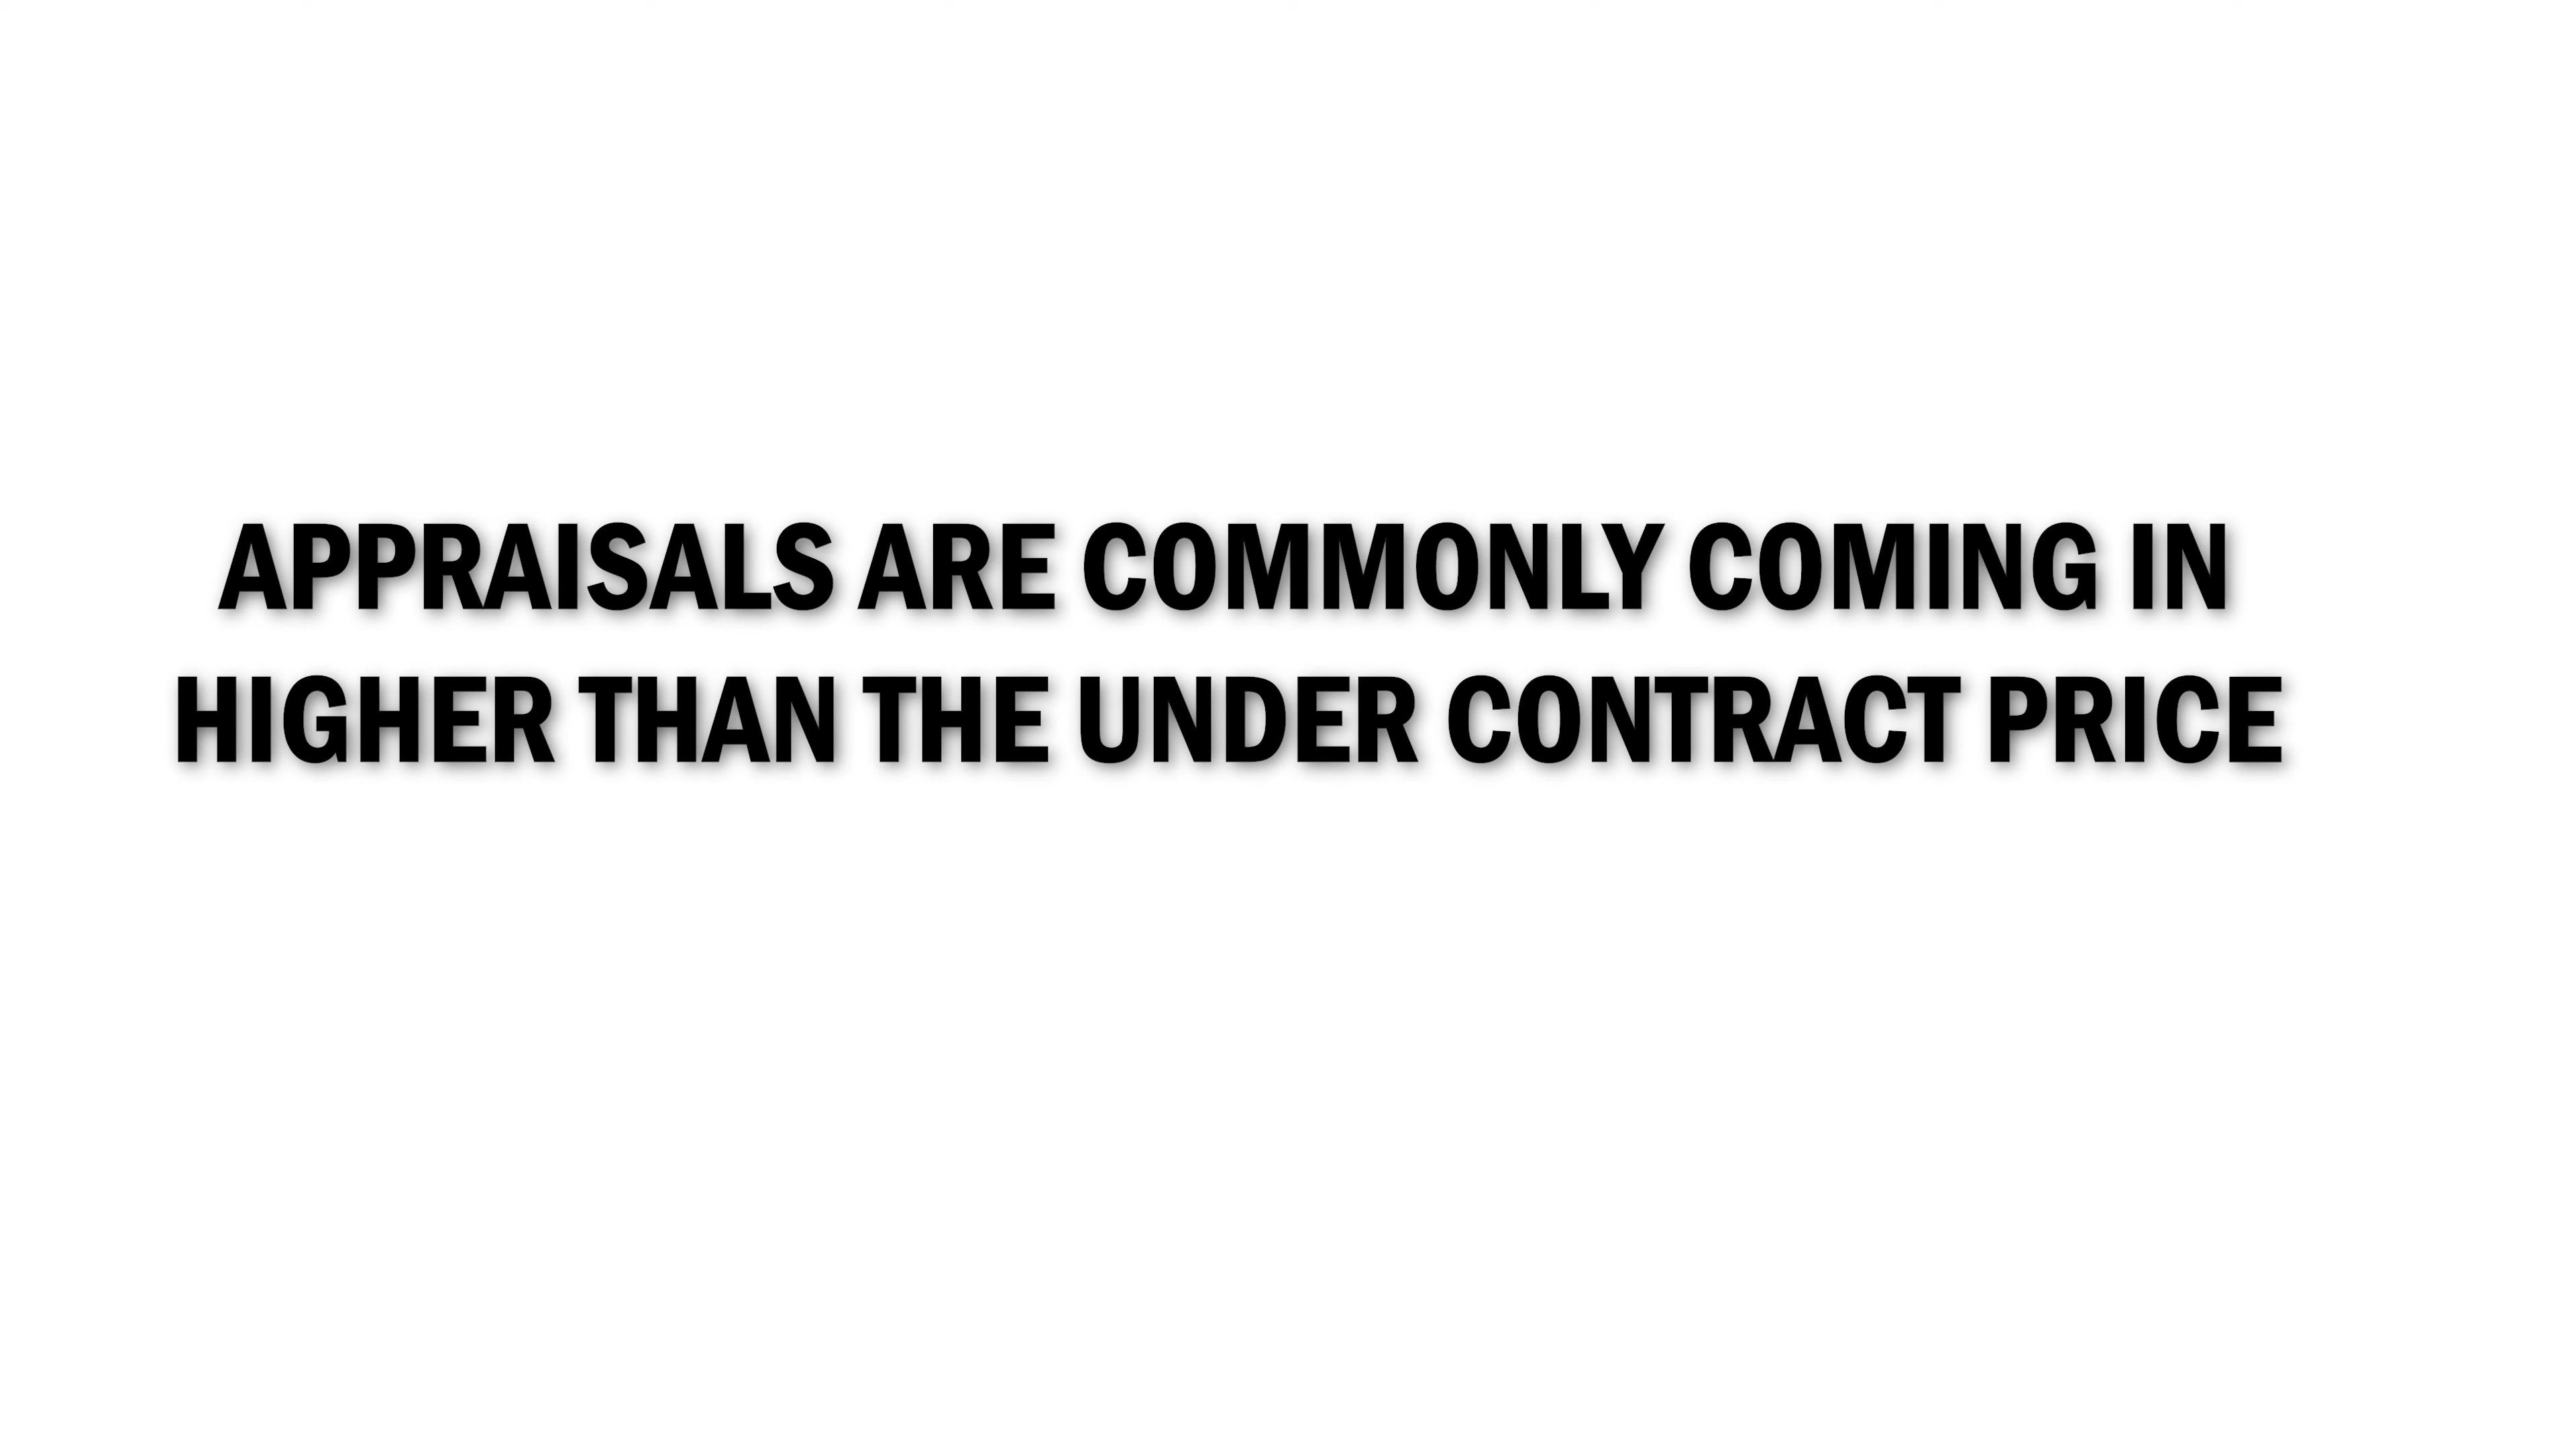 APPRAISALS ARE COMMONLY COMING IN
HIGHER THAN THE UNDER CONTRACT PRICE